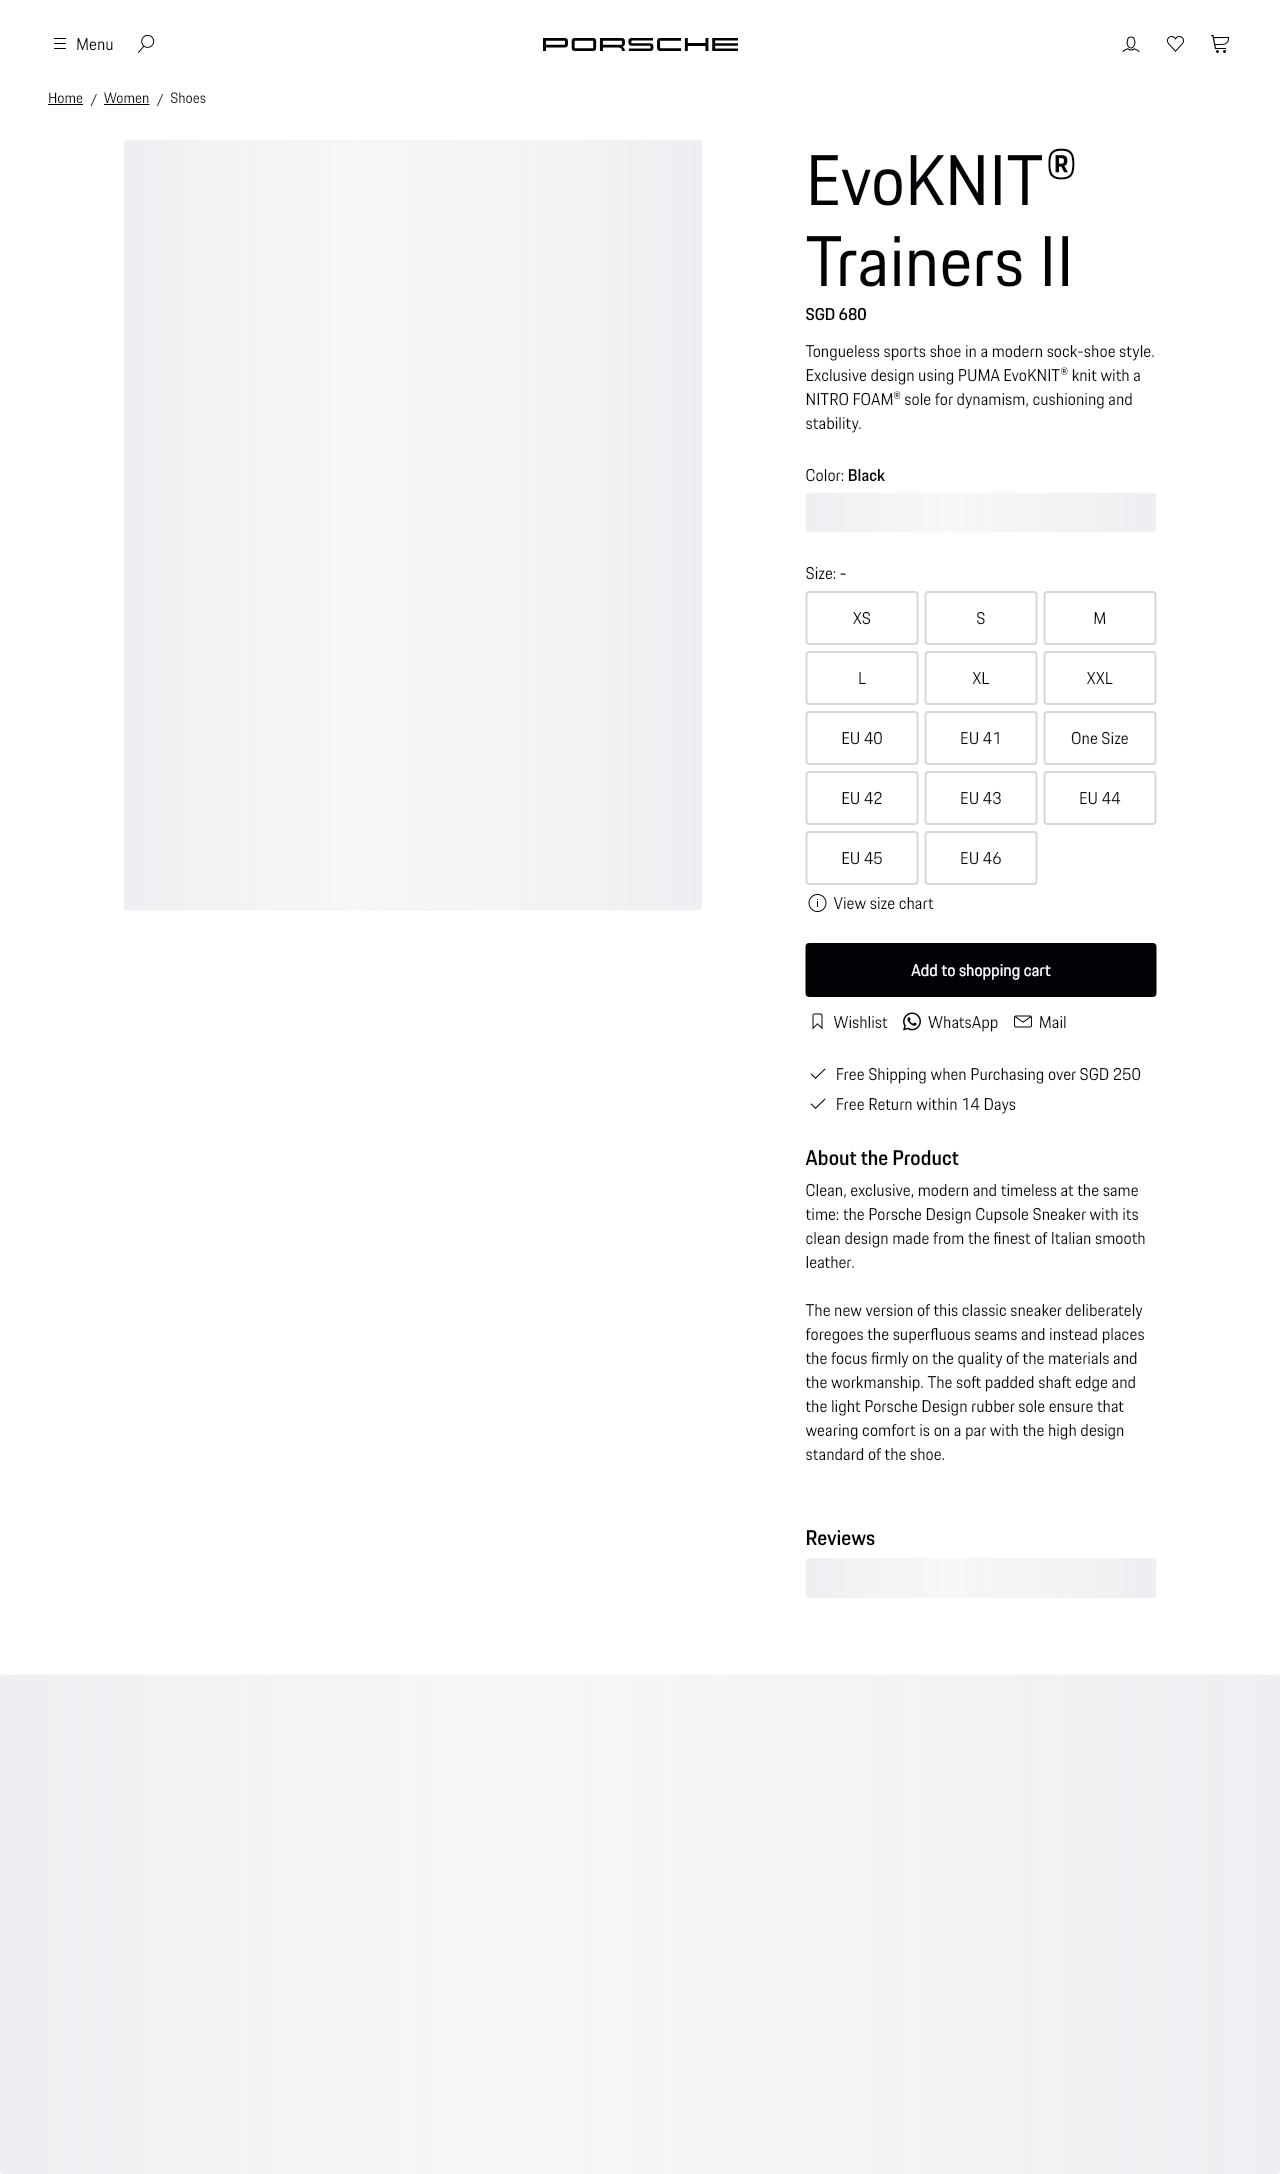 Menu
PORSCHE
Home / Women / Shoes
EvoKNIT®
Trainers II
SGD 680
Tongueless sports shoe in a modern sock-shoe style.
Exclusive design using PUMA EvoKNIT® knit with a
NITRO FOAM® sole for dynamism, cushioning and
stability.
Color: Black
Size: -
XS S M
L XL XXL
EU 40 EU 41 One Size
EU 42 EU 43 EU 44
EU 45 EU 46
View size chart
Add to shopping cart
Wishlist WhatsApp Mail
Free Shipping when Purchasing over SGD 250
Free Return within 14 Days
About the Product
Clean, exclusive, modern and timeless at the same
time: the Porsche Design Cupsole Sneaker with its
clean design made from the finest of Italian smooth
leather.
The new version of this classic sneaker deliberately
foregoes the superfluous seams and instead places
the focus firmly on the quality of the materials and
the workmanship. The soft padded shaft edge and
the light Porsche Design rubber sole ensure that
wearing comfort is on a par with the high design
standard of the shoe.
Reviews